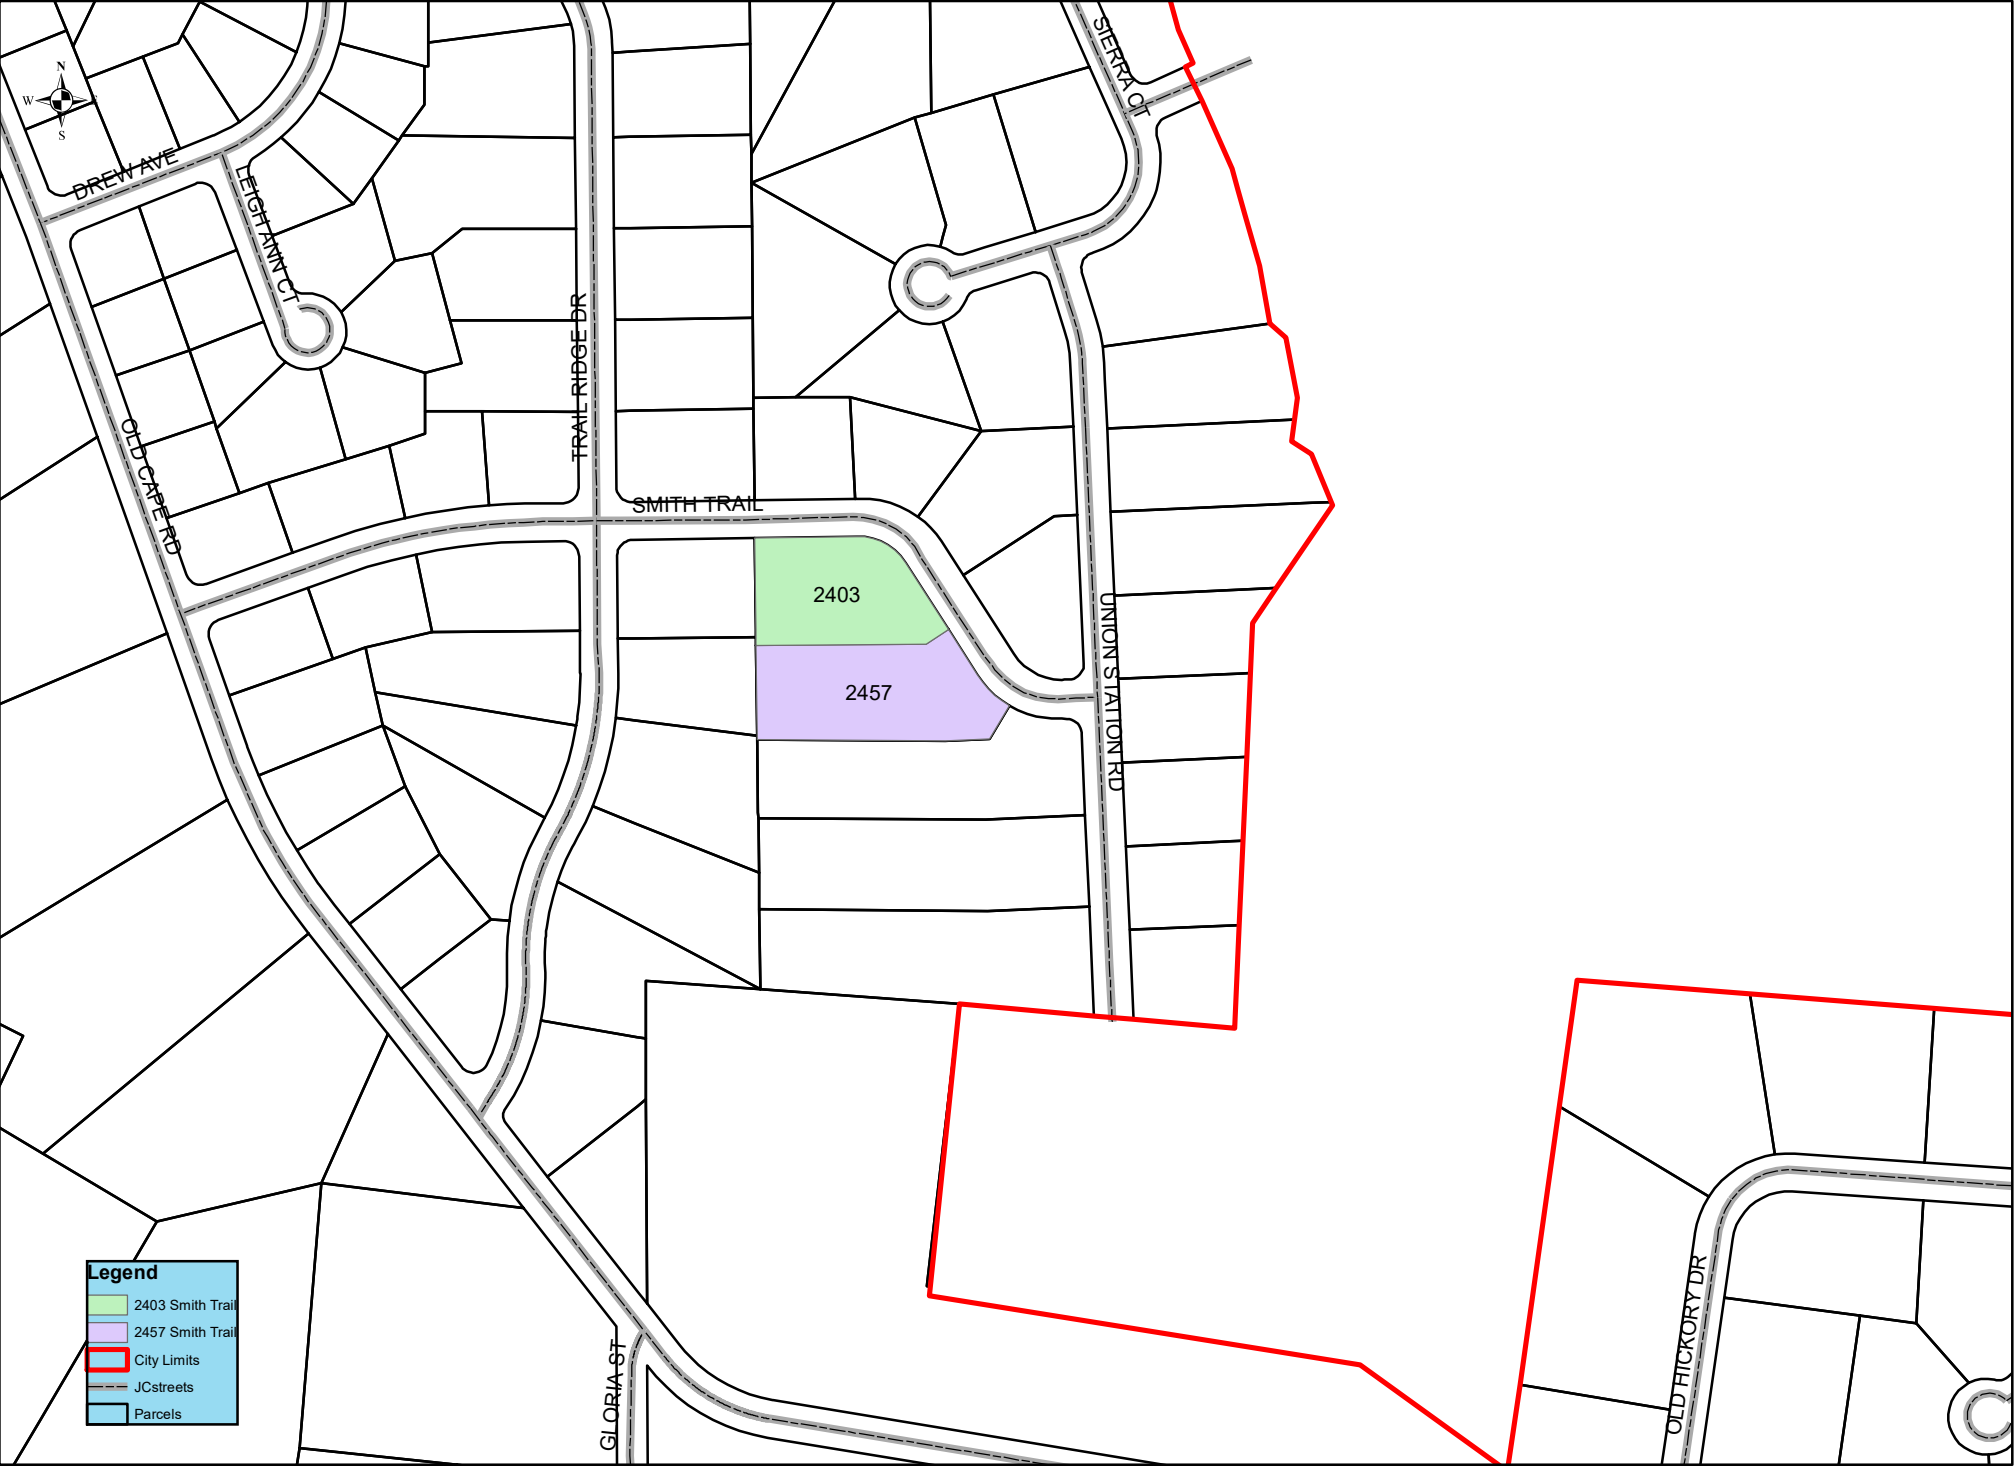 SIERRA CT
N
W
S
DREW AVE
LEIGH ANN CT
TRAIL RIDGE DR
OLD CAPE RD
SMITH TRAIL
2403
UNION STATION RD
2457
Legend
2403 Smith Trail
2457 Smith Trail
City Limits
JCstreets
Parcels
GLORIA ST
OLD HICKORY DR